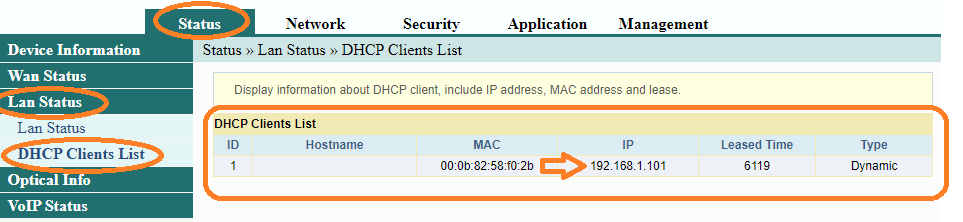 Status Network Security Application Management
Device Information
Status » Lan Status » DHCP Clients List
Wan Status
Lan Status
Lan Status
DHCP Clients List
Optical Info
VoIP Status
Display information about DHCP client, include IP address, MAC address and lease.
DHCP Clients List
ID Hostname MAC IP Leased Time Type
1 00:0b:82:58:f0:2b 192.168.1.101 6119 Dynamic